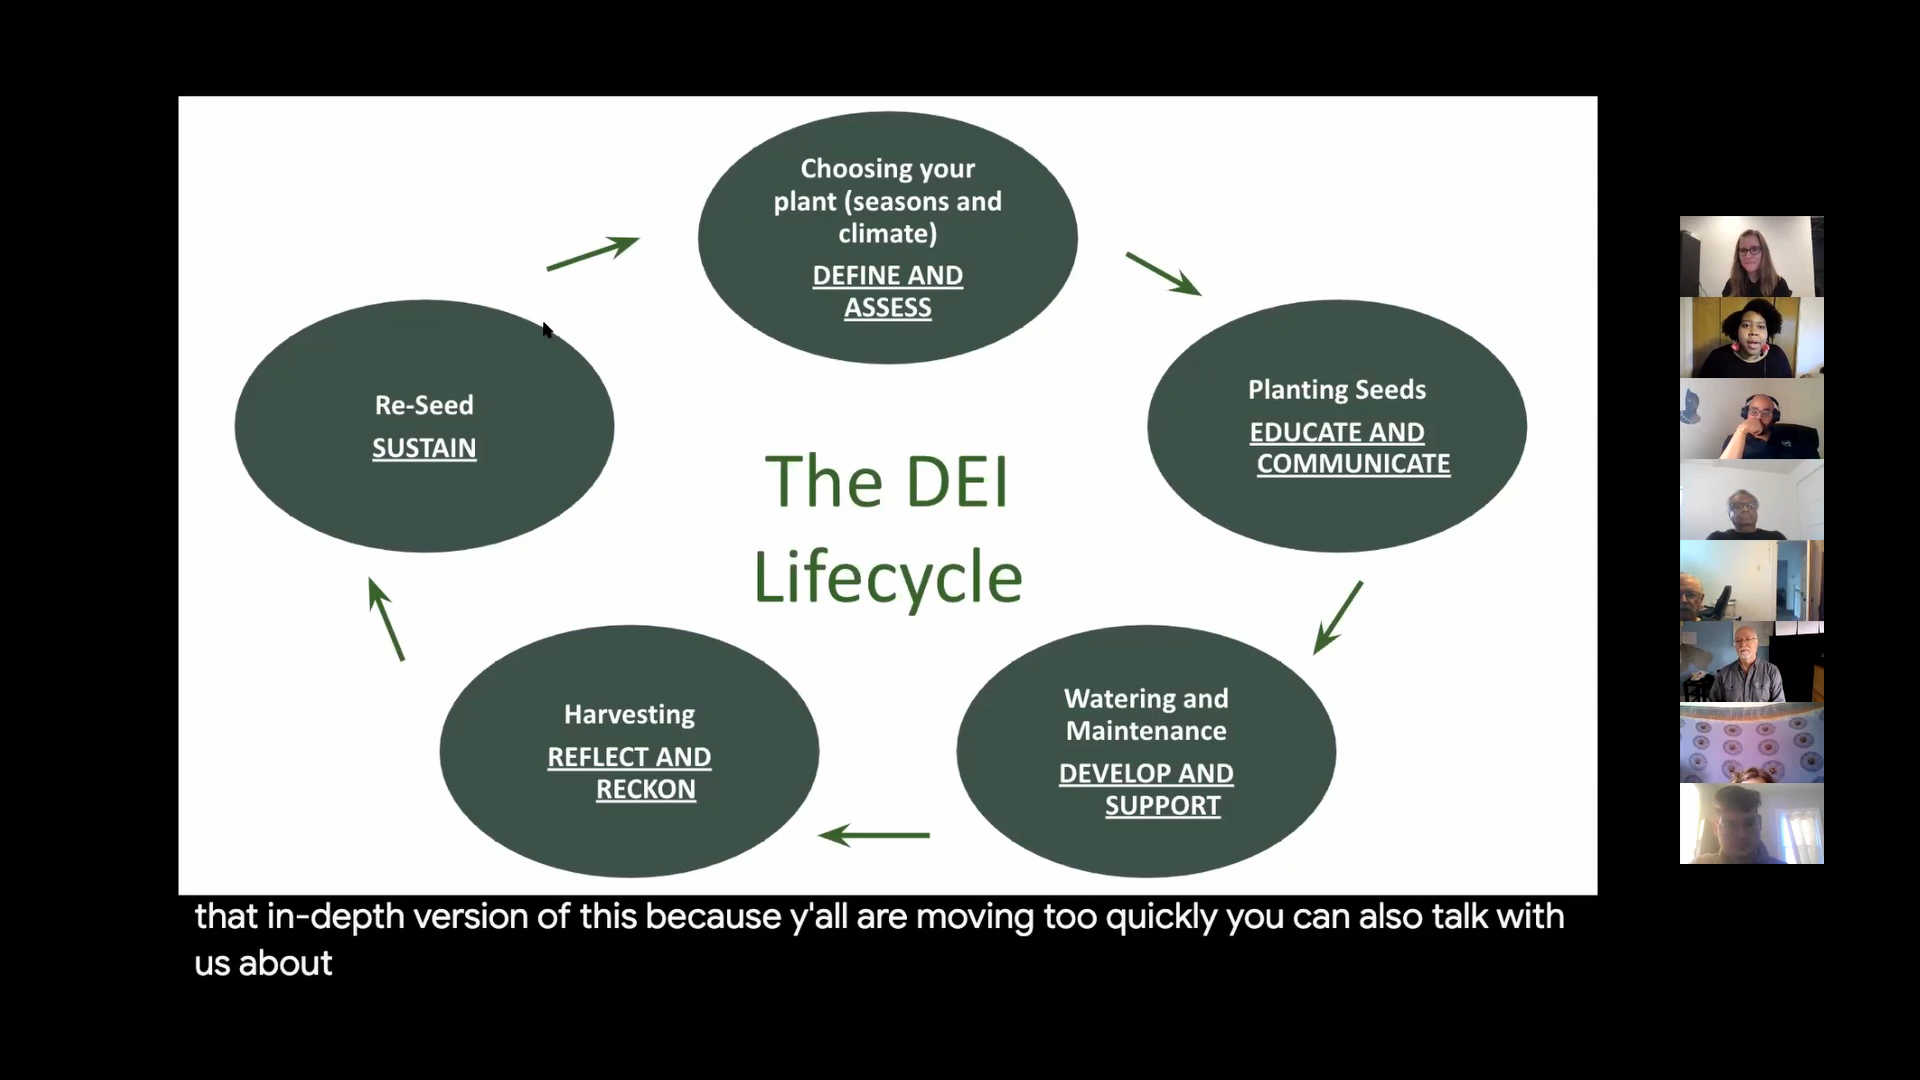 Choosing your
plant (seasons and
climate)
DEFINE AND
ASSESS
Planting Seeds
EDUCATE AND
COMMUNICATE
Watering and
Maintenance
DEVELOP AND
SUPPORT
Harvesting
REFLECT AND
RECKON
Re-Seed
SUSTAIN
The DEI
Lifecycle
that in-depth version of this because y'all are moving too quickly you can also talk with
us about